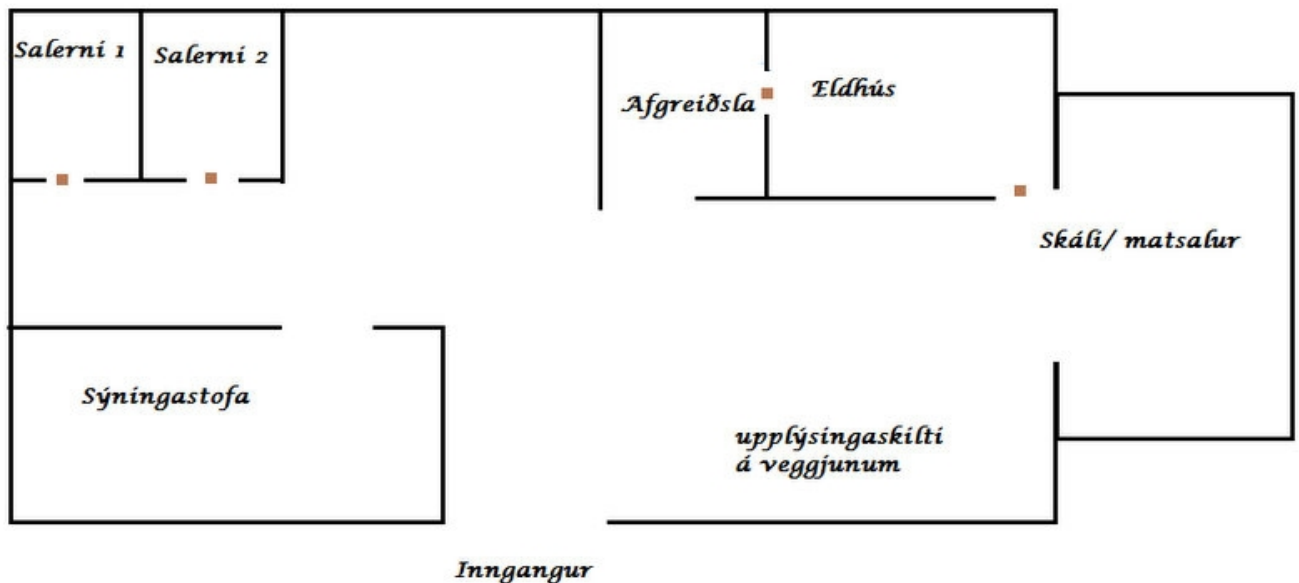 Salerni 1
Salerni 2
Afgreiðsla
Eldhús
Skáli/ matsalur
Sýningastofa
upplýsingaskilti
á veggjunum
Inngangur